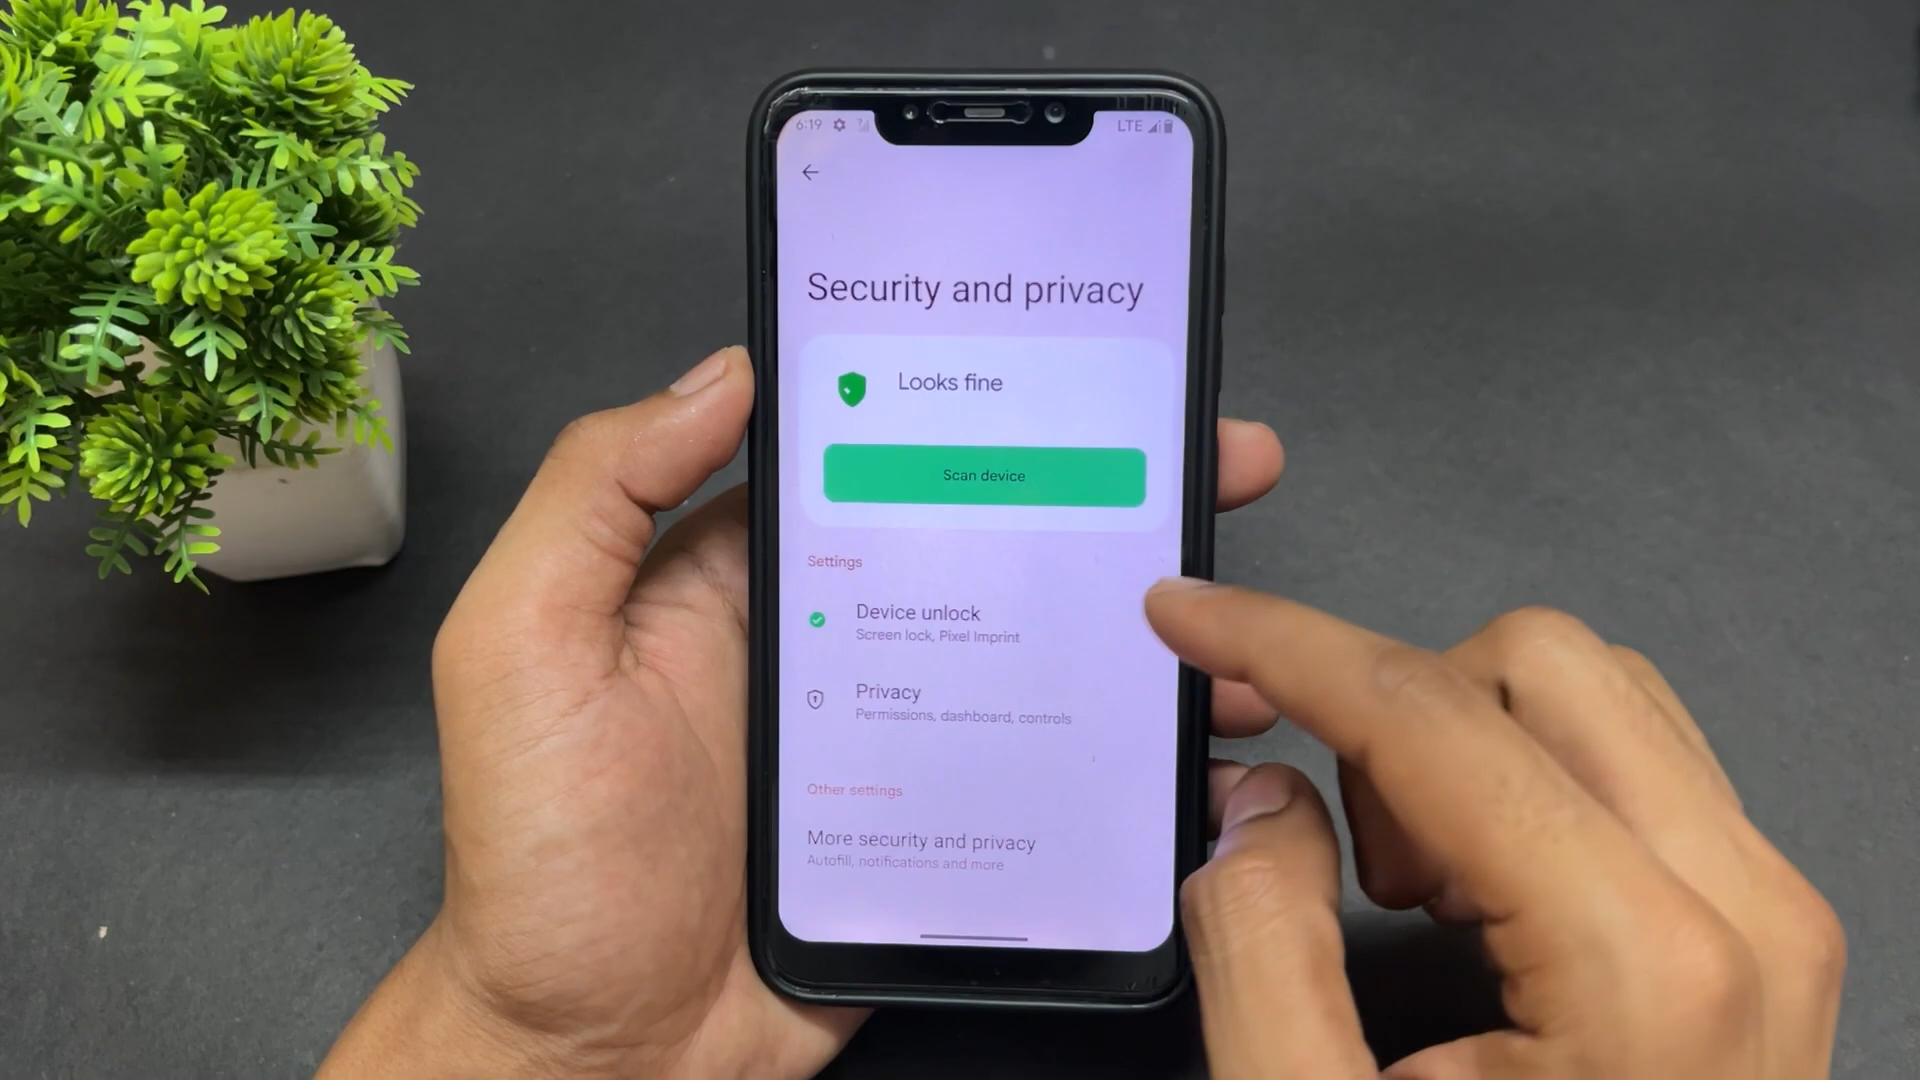 6:19
LTE
Security and privacy
Looks fine
Scan device
Settings
Device unlock
Screen lock, Pixel Imprint
Privacy
Permissions, dashboard, controls
Other settings
More security and privacy
Autofill, notifications and more